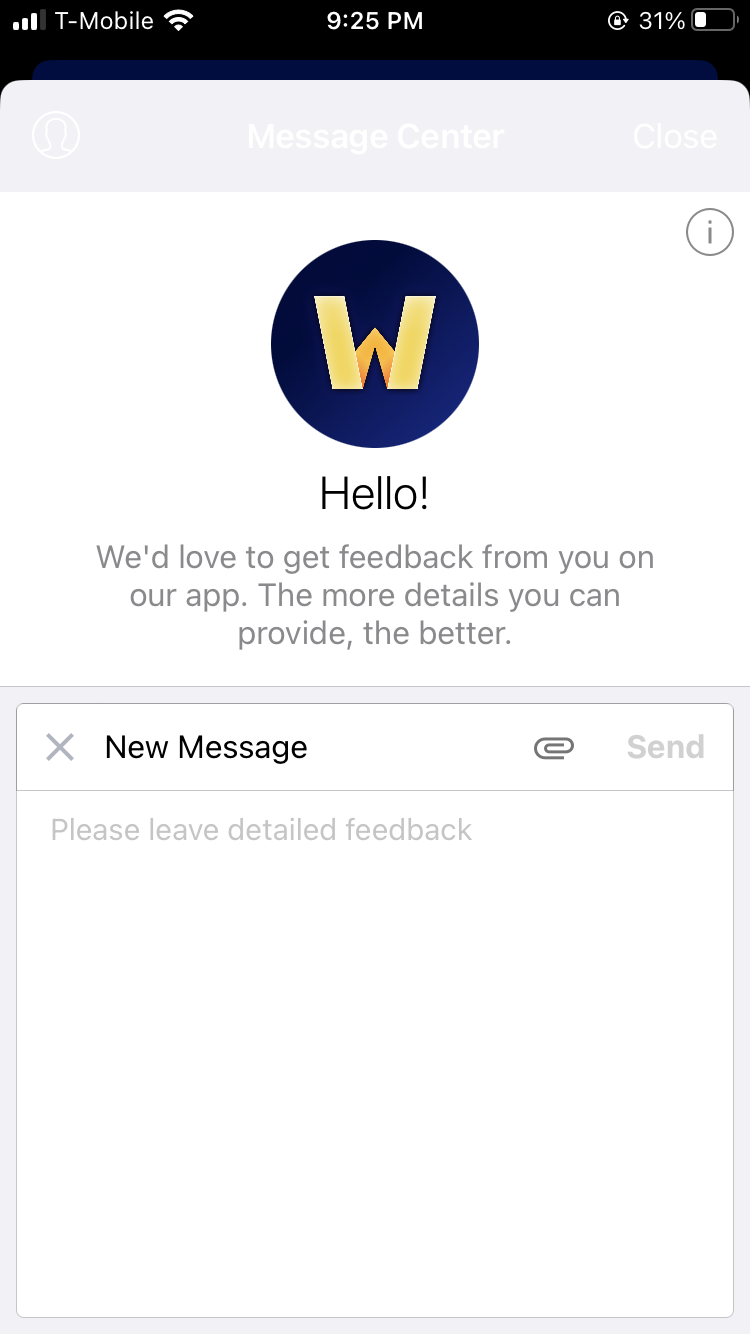 T-Mobile 9:25 PM 31%
Message Center Close
i
W
Hello!
We'd love to get feedback from you on
our app. The more details you can
provide, the better.
New Message Send
Please leave detailed feedback